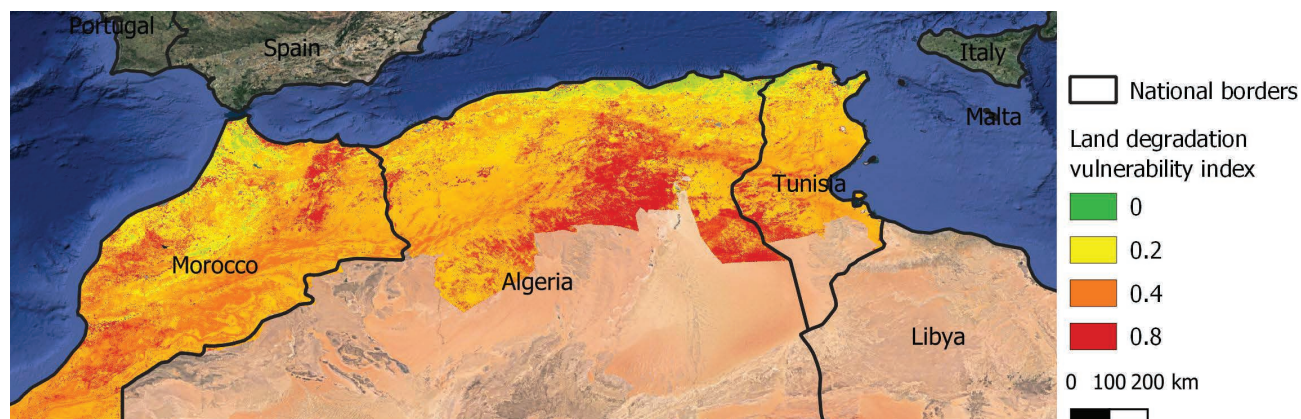 Portugal
Spain
Italy
Malta
Tunisia
Morocco
Algeria
Libya
National borders
Land degradation
vulnerability index
0
0.2
0.4
0.8
0 100 200 km